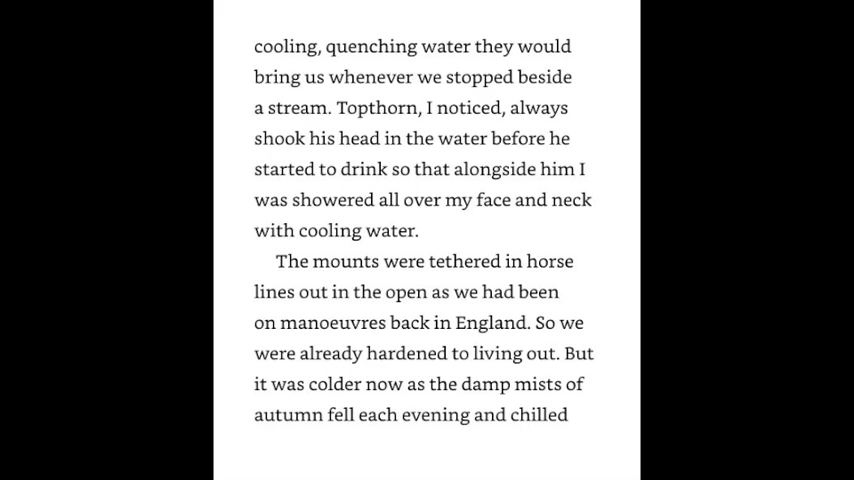 cooling, quenching water they would
bring us whenever we stopped beside
a stream. Topthorn, I noticed, always
shook his head in the water before he
started to drink so that alongside him I
was showered all over my face and neck
with cooling water.
The mounts were tethered in horse
lines out in the open as we had been
on manoeuvres back in England. So we
were already hardened to living out. But
it was colder now as the damp mists of
autumn fell each evening and chilled